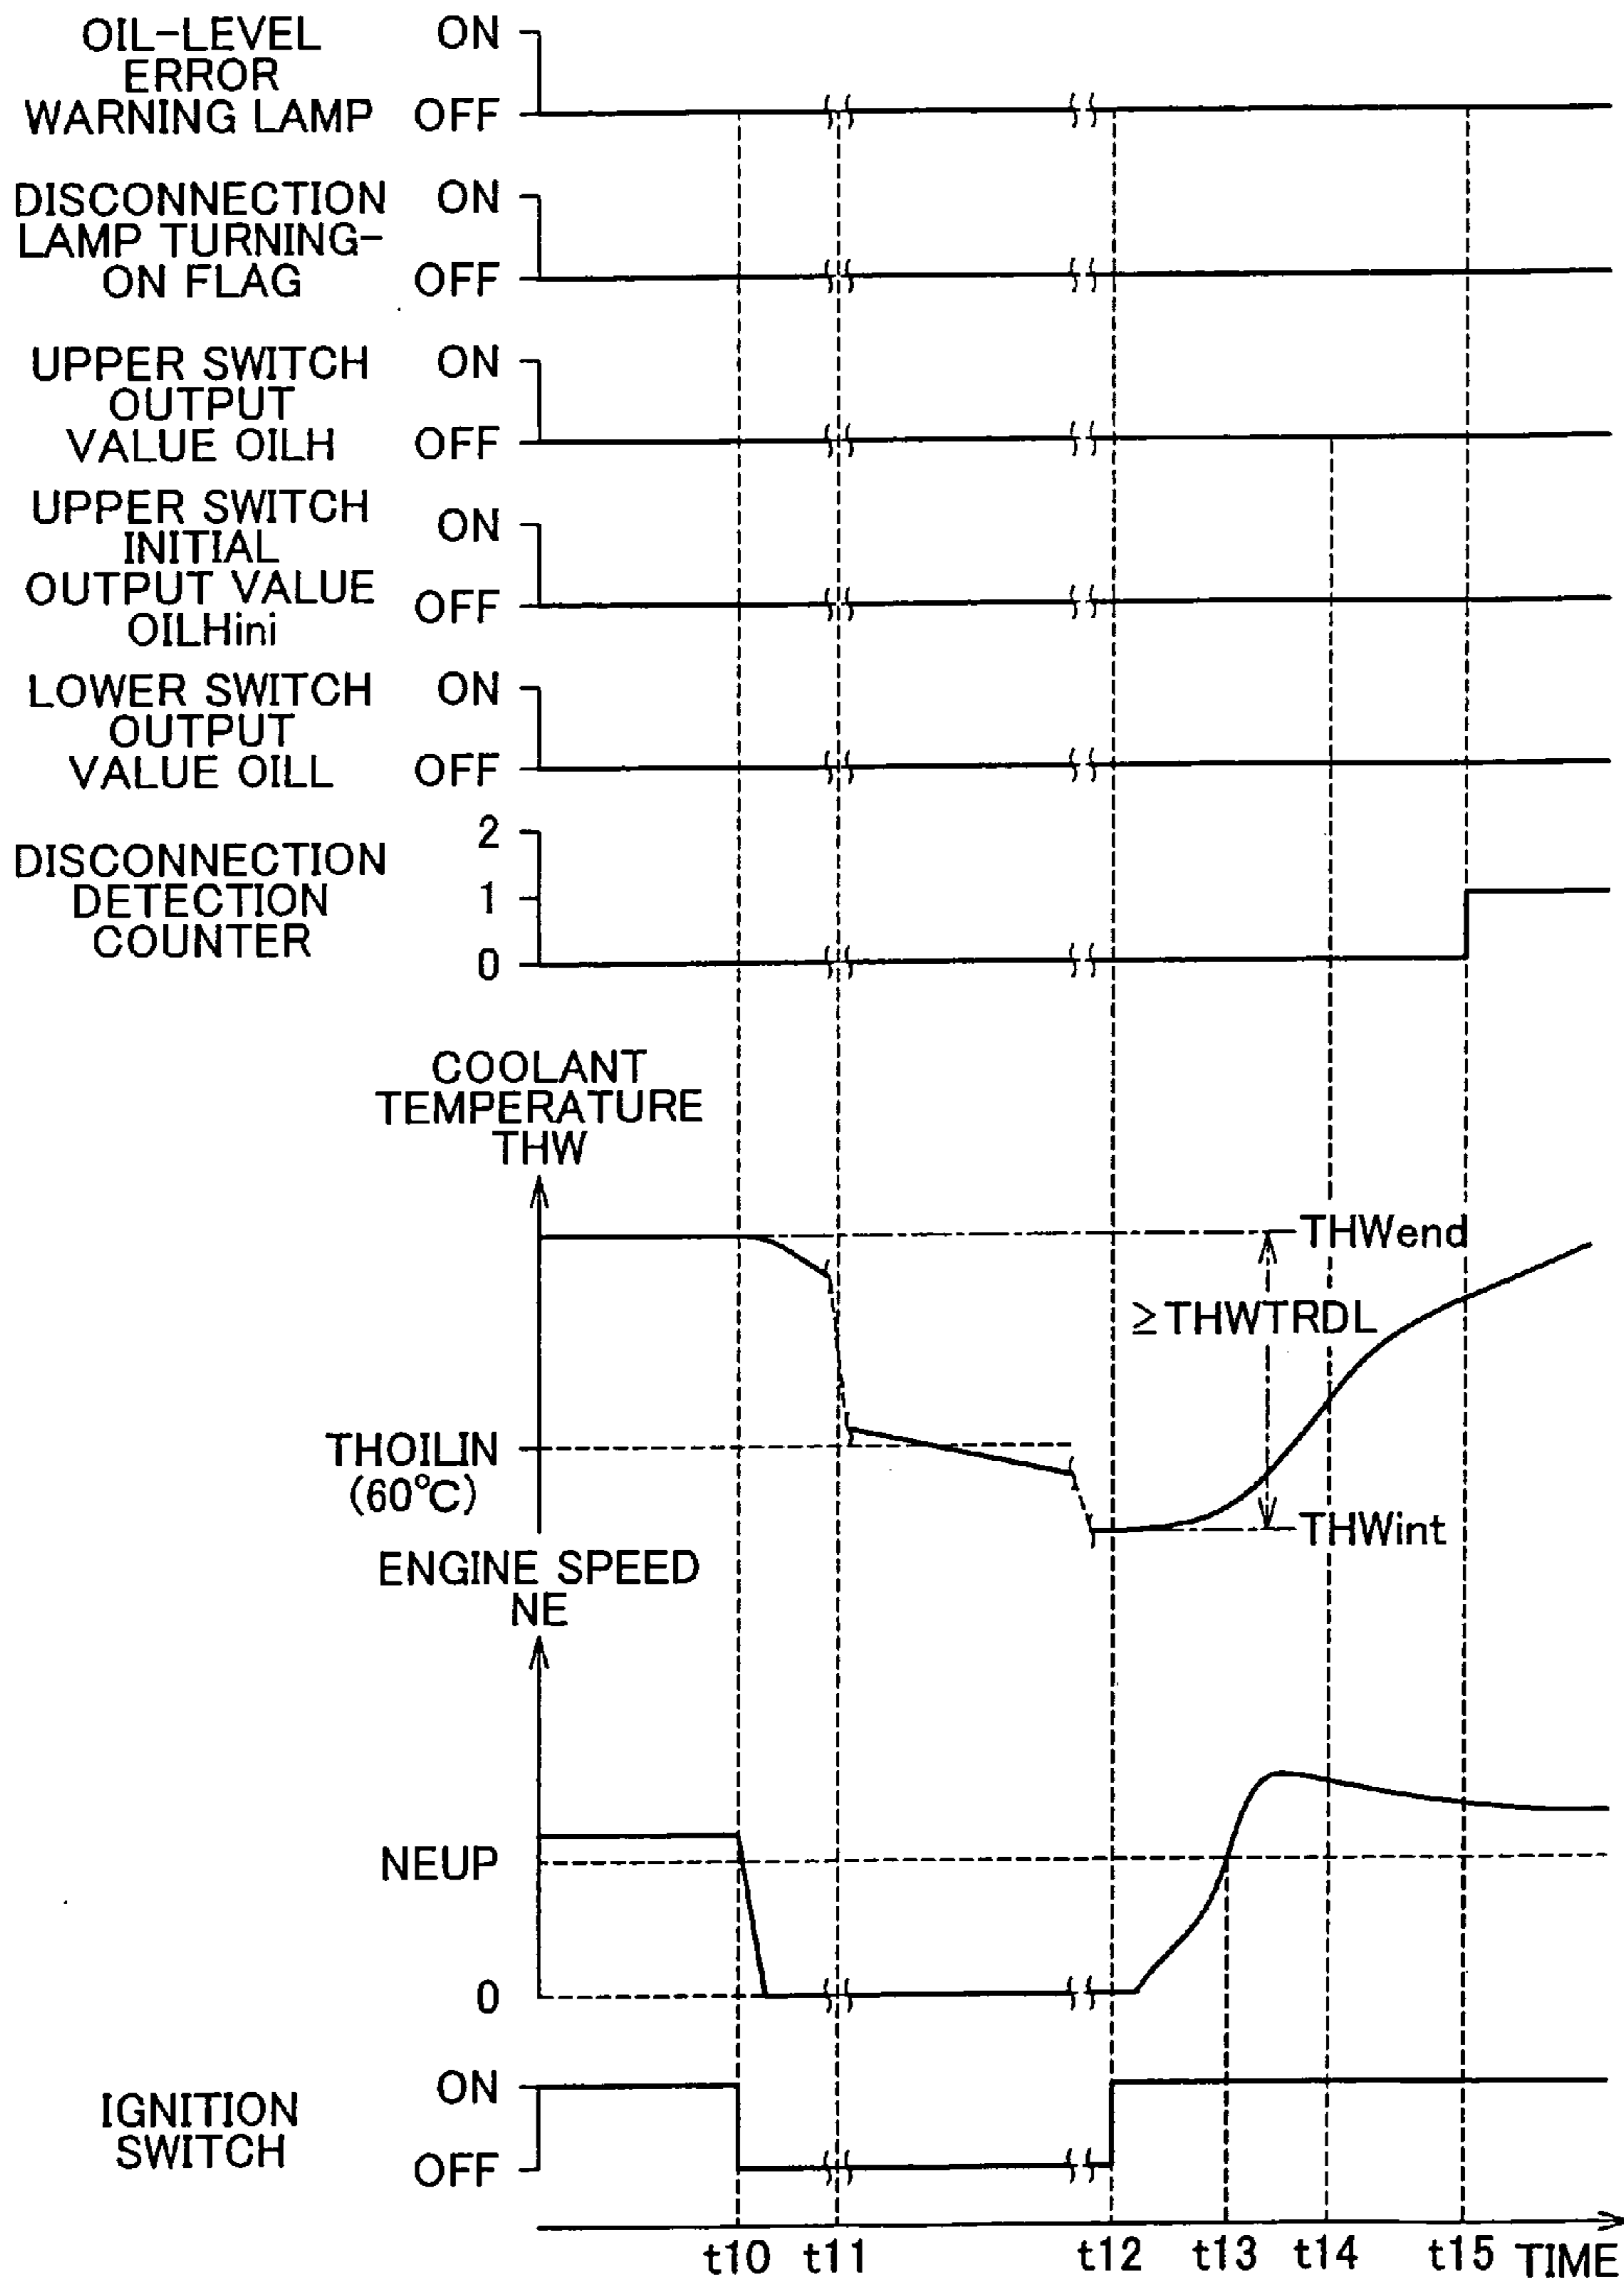 OIL-LEVEL
ERROR
WARNING LAMP
ON
OFF
DISCONNECTION
LAMP TURNING-
ON FLAG
ON
OFF
UPPER SWITCH
OUTPUT
VALUE OILH
ON
OFF
UPPER SWITCH
INITIAL
OUTPUT VALUE
OILHini
ON
OFF
LOWER SWITCH
OUTPUT
VALUE OILL
ON
OFF
DISCONNECTION
DETECTION
COUNTER
2
1
0
COOLANT
TEMPERATURE
THW
THWend
≥THWTRDL
THOILIN
(60°C)
THWint
ENGINE SPEED
NE
NEUP
0
IGNITION
SWITCH
ON
OFF
t10 t11 t12 t13 t14 t15 TIME